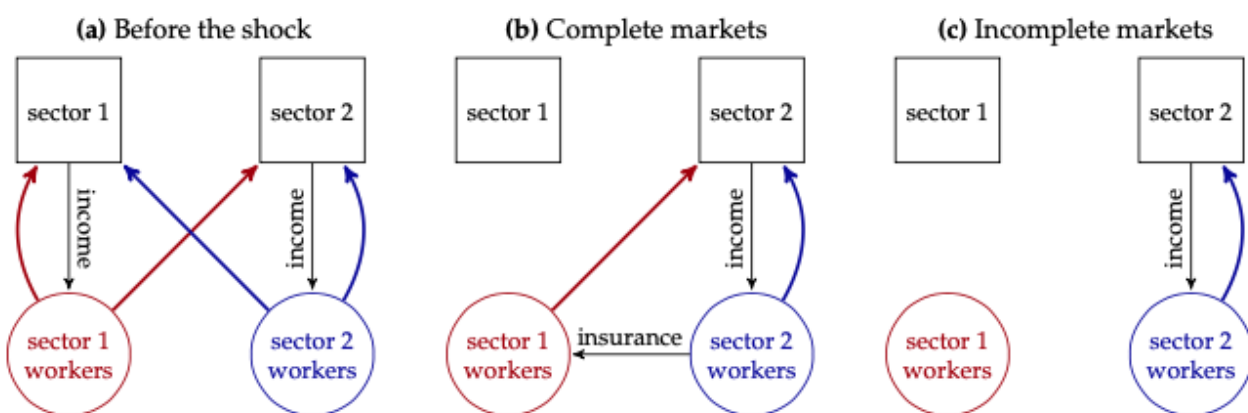 (a) Before the shock
(b) Complete markets
(c) Incomplete markets
sector 1
sector 2
sector 1
sector 2
sector 1
sector 2
income
income
income
income
sector 1
workers
sector 2
workers
sector 1
workers
insurance
sector 2
workers
sector 1
workers
sector 2
workers